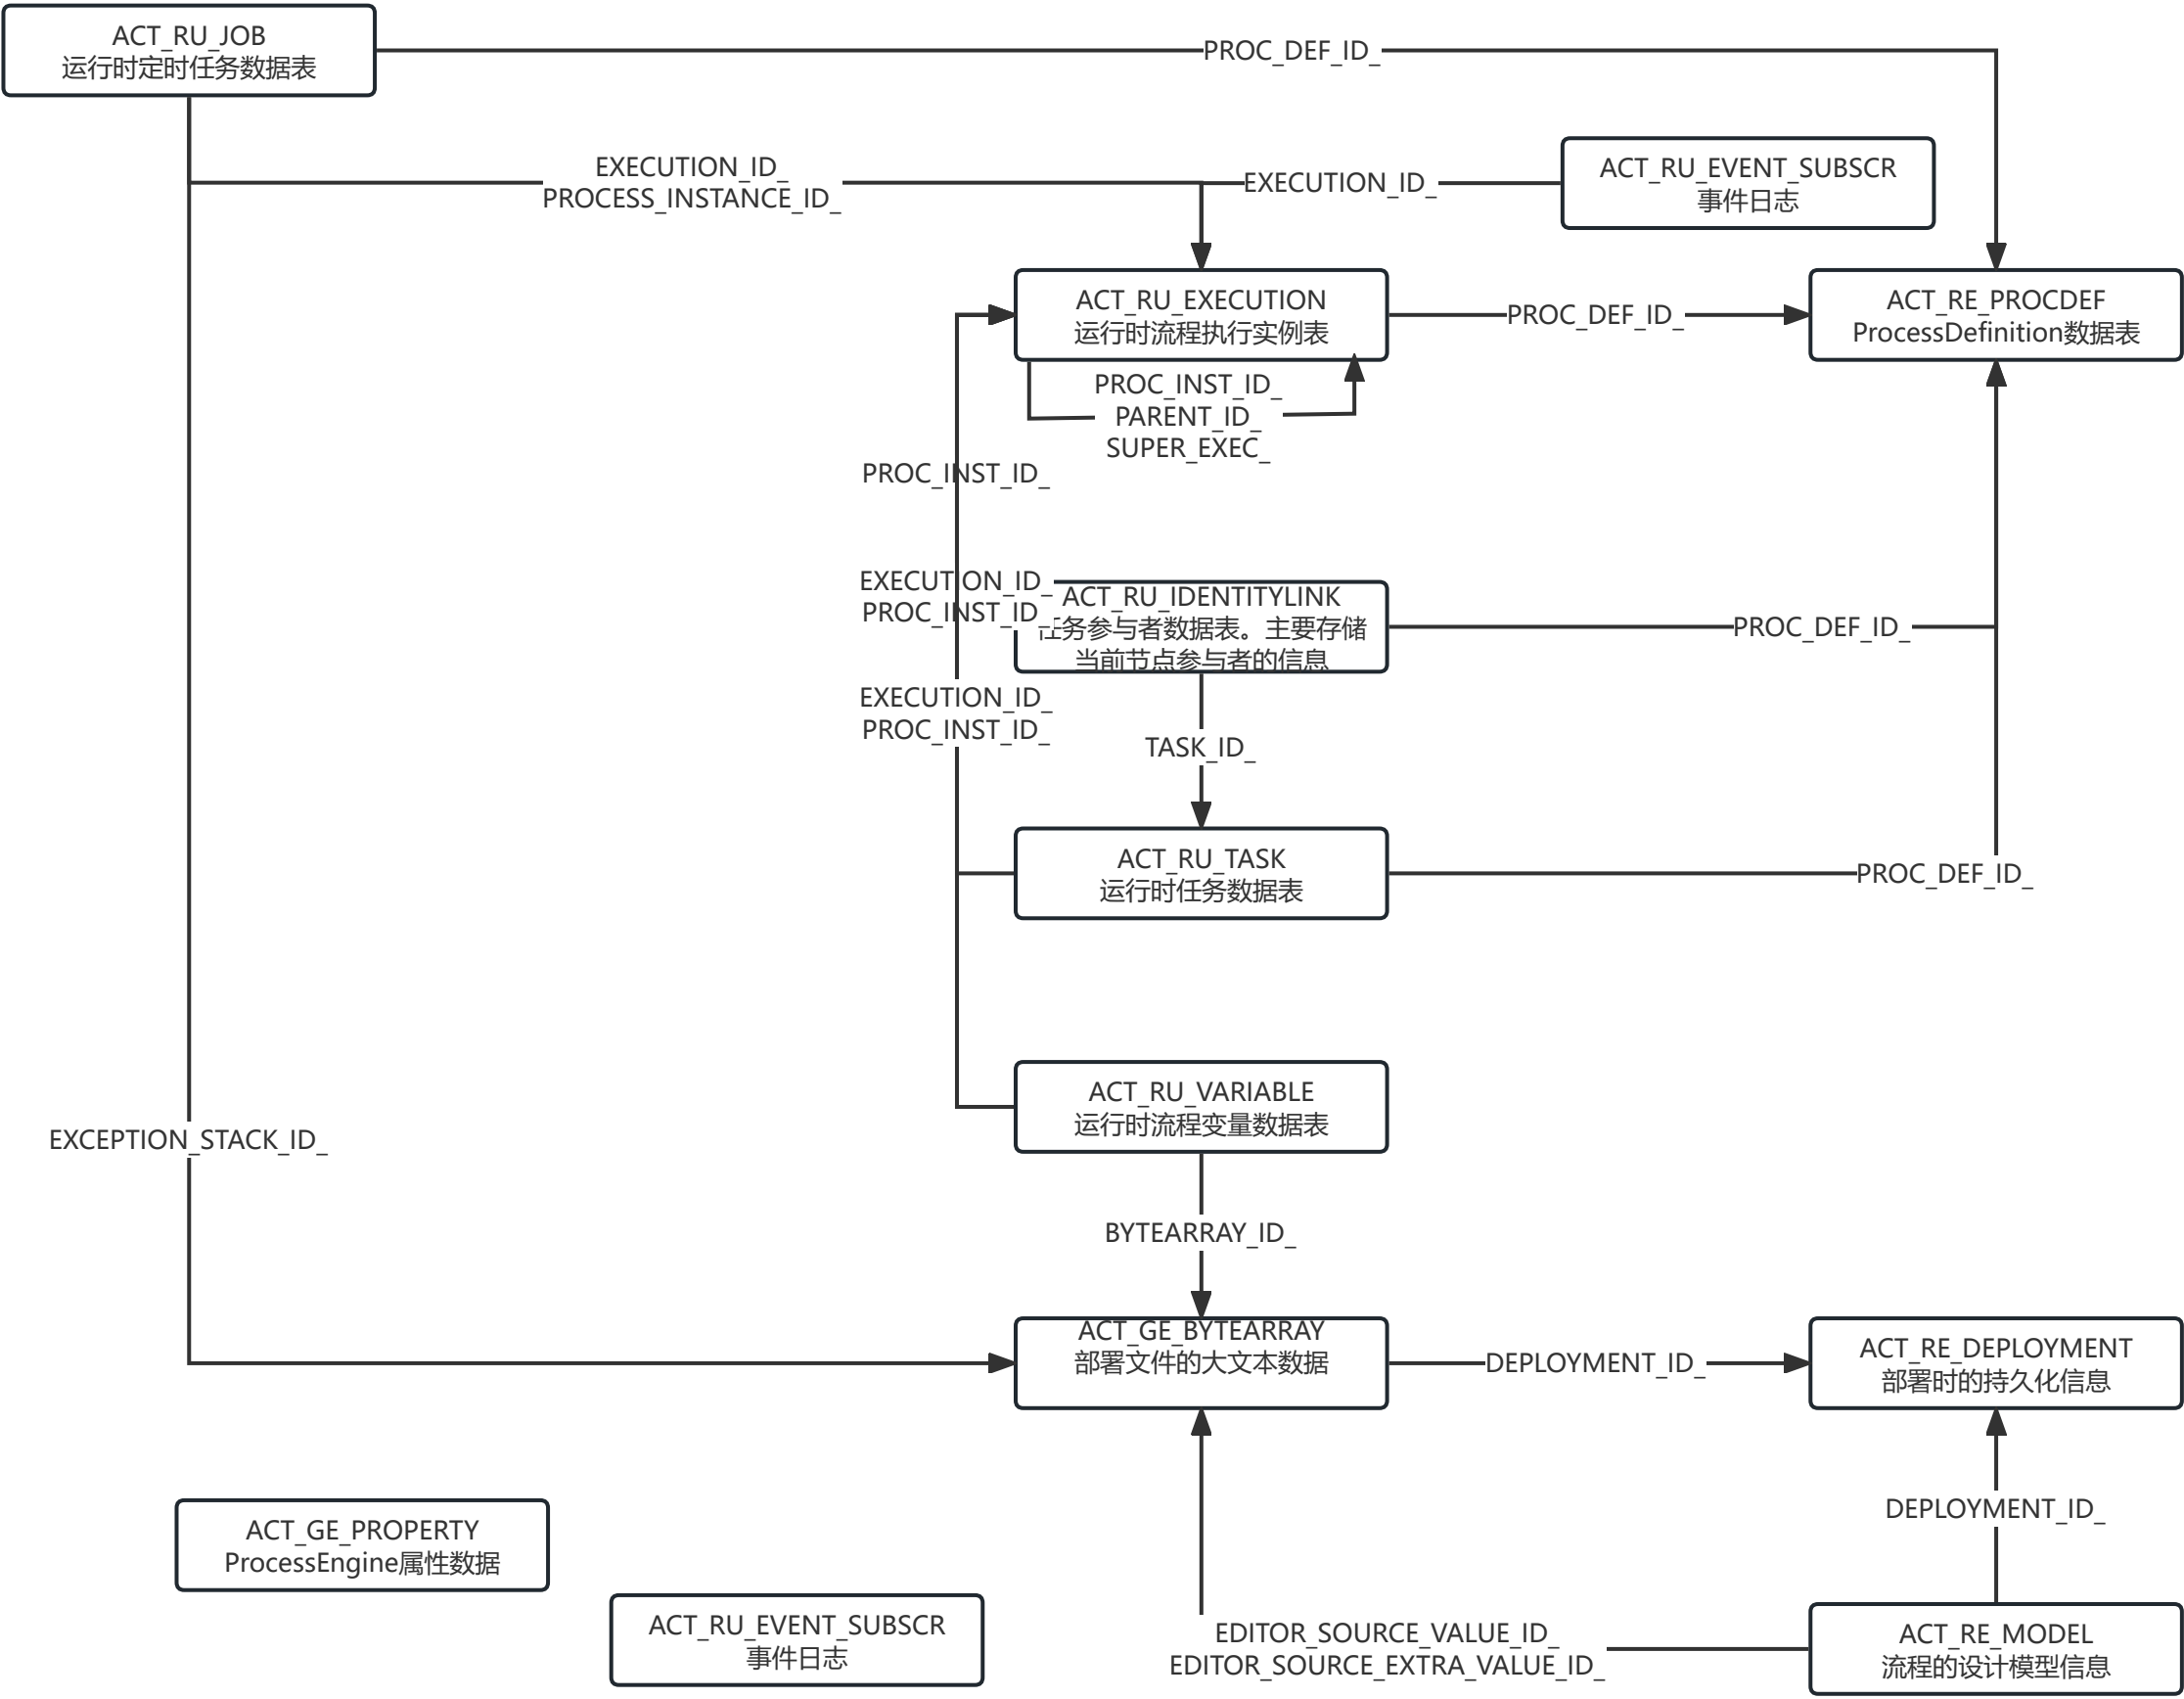 ACT_RU_JOB
运行时定时任务数据表
PROC_DEF_ID_
EXECUTION_ID_
PROCESS_INSTANCE_ID_
EXECUTION_ID_
ACT_RU_EVENT_SUBSCR
事件日志
ACT_RU_EXECUTION
运行时流程执行实例表
PROC_DEF_ID_
ACT_RE_PROCDEF
ProcessDefinition数据表
PROC_INST_ID_
PARENT_ID_
SUPER_EXEC_
PROC_INST_ID_
EXECUTION_ID_
PROC_INST_ID_
ACT_RU_IDENTITYLINK
任务参与者数据表。主要存储
当前节点参与者的信息
PROC_DEF_ID_
EXECUTION_ID_
PROC_INST_ID_
TASK_ID_
ACT_RU_TASK
运行时任务数据表
PROC_DEF_ID_
ACT_RU_VARIABLE
运行时流程变量数据表
EXCEPTION_STACK_ID_
BYTEARRAY_ID_
ACT_GE_BYTEARRAY
部署文件的大文本数据
DEPLOYMENT_ID_
ACT_RE_DEPLOYMENT
部署时的持久化信息
DEPLOYMENT_ID_
ACT_GE_PROPERTY
ProcessEngine属性数据
ACT_RU_EVENT_SUBSCR
事件日志
EDITOR_SOURCE_VALUE_ID_
EDITOR_SOURCE_EXTRA_VALUE_ID_
ACT_RE_MODEL
流程的设计模型信息